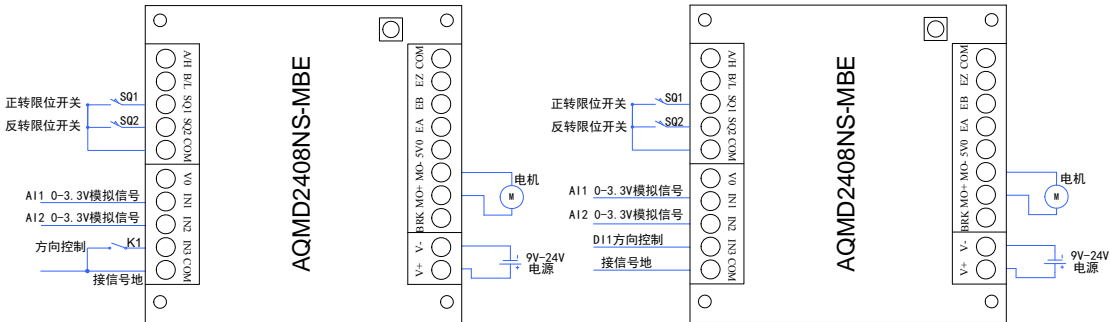 AQMD2408NS-MBE
A/H
B/L
SQ1
SQ2
COM
V0
IN1
IN2
IN3
COM
COM
EZ
EB
EA
5V0
MO-
MO+
BRK
V-
V+
正转限位开关
SQ1
反转限位开关
SQ2
AI1 0-3.3V模拟信号
AI2 0-3.3V模拟信号
方向控制
K1
接信号地
电机
M
9V-24V
电源
AQMD2408NS-MBE
A/H
B/L
SQ1
SQ2
COM
V0
IN1
IN2
IN3
COM
COM
EZ
EB
EA
5V0
MO-
MO+
BRK
V-
V+
正转限位开关
SQ1
反转限位开关
SQ2
AI1 0-3.3V模拟信号
AI2 0-3.3V模拟信号
DI1方向控制
接信号地
电机
M
9V-24V
电源